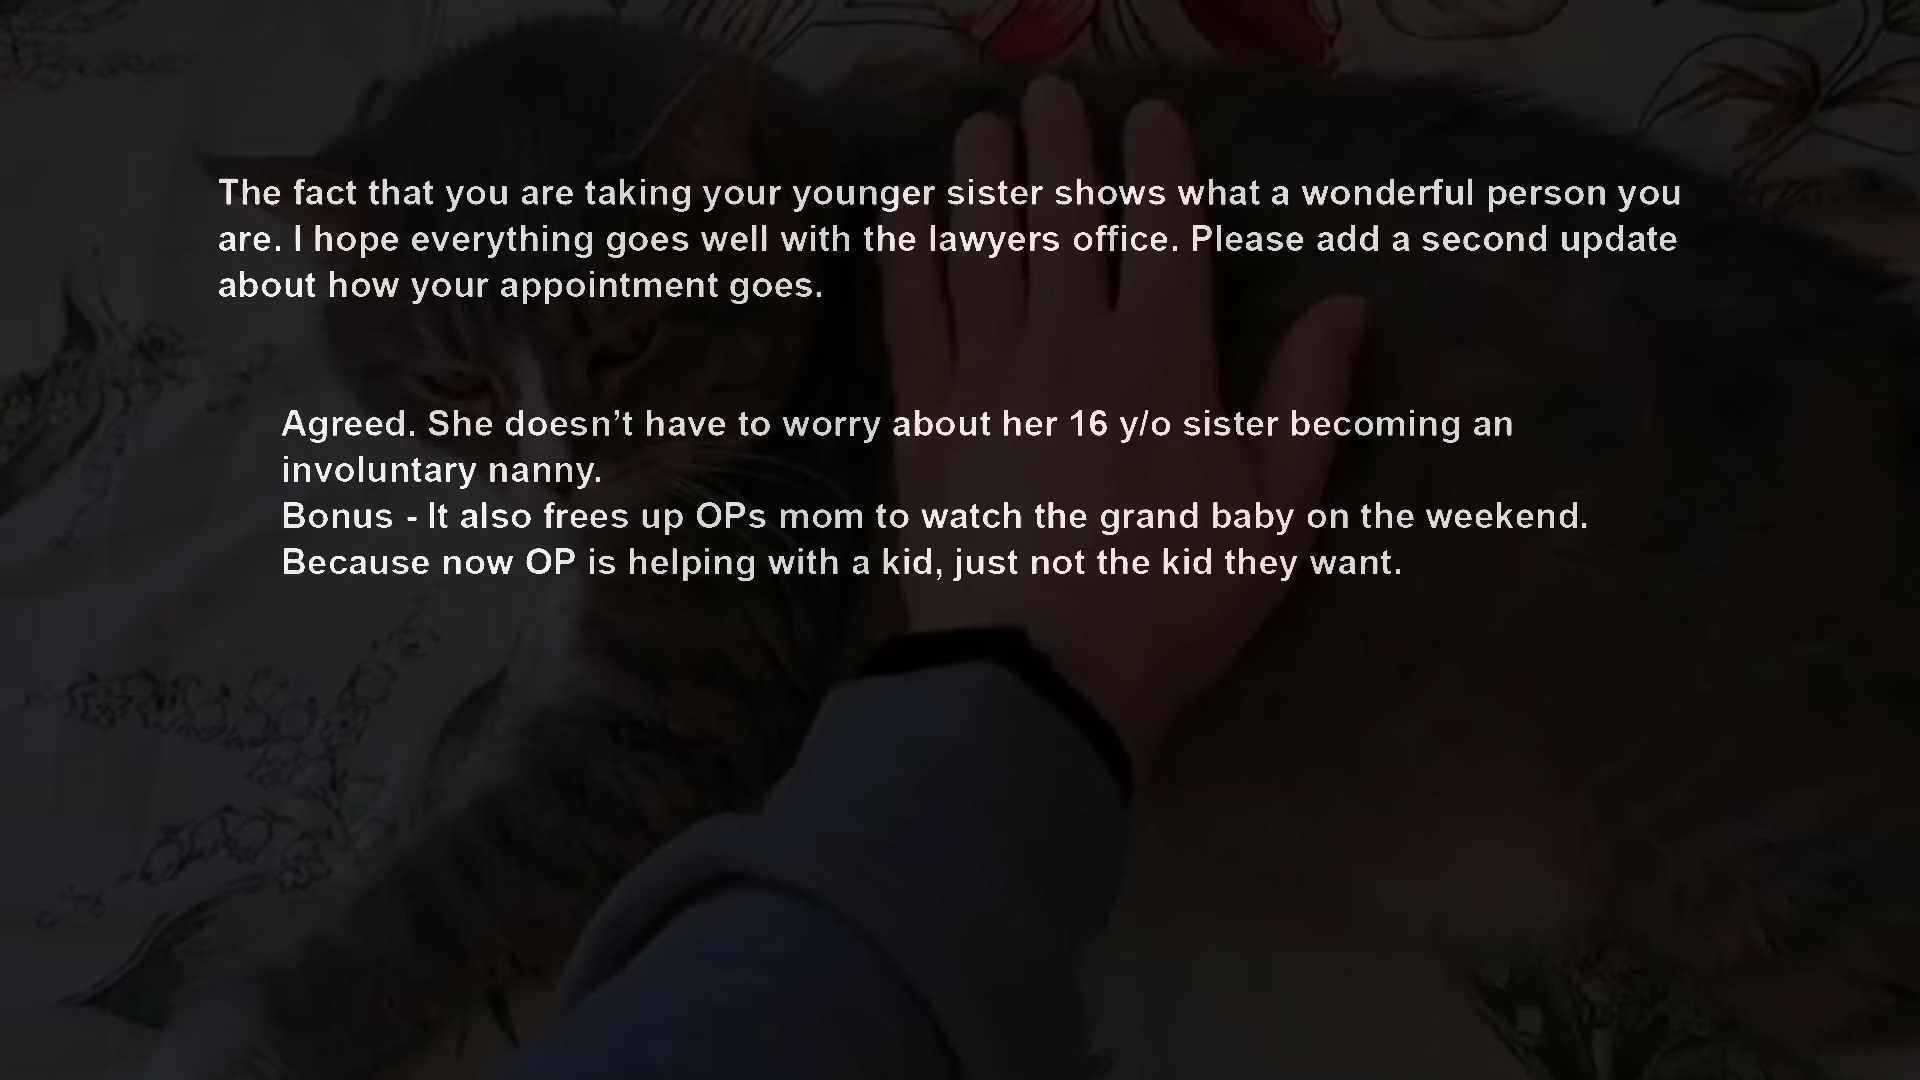 The fact that you are taking your younger sister shows what a wonderful person you
are. I hope everything goes well with the lawyers office. Please add a second update
about how your appointment goes.
Agreed. She doesn’t have to worry about her 16 y/o sister becoming an
involuntary nanny.
Bonus - It also frees up OPs mom to watch the grand baby on the weekend.
Because now OP is helping with a kid, just not the kid they want.